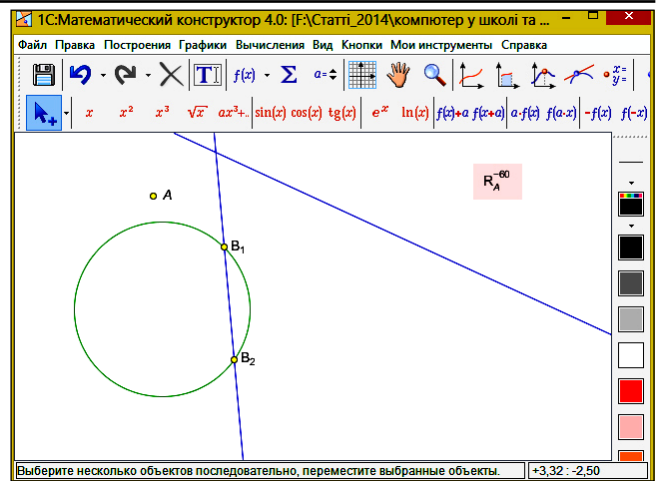 1С:Математический конструктор 4.0: [F:\Статті_2014\компютер у школі та ...
Файл Правка Построения Графики Вычисления Вид Кнопки Мои инструменты Справка
T f(x) Σ a= x= y=
x x² x³ √x ax³+.. sin(x) cos(x) tg(x) eˣ ln(x) f(x)+a f(x+a) a·f(x) f(a·x) -f(x) f(-x)
R_A^-60
A
B₁
B₂
Выберите несколько объектов последовательно, переместите выбранные объекты. +3,32 : -2,50